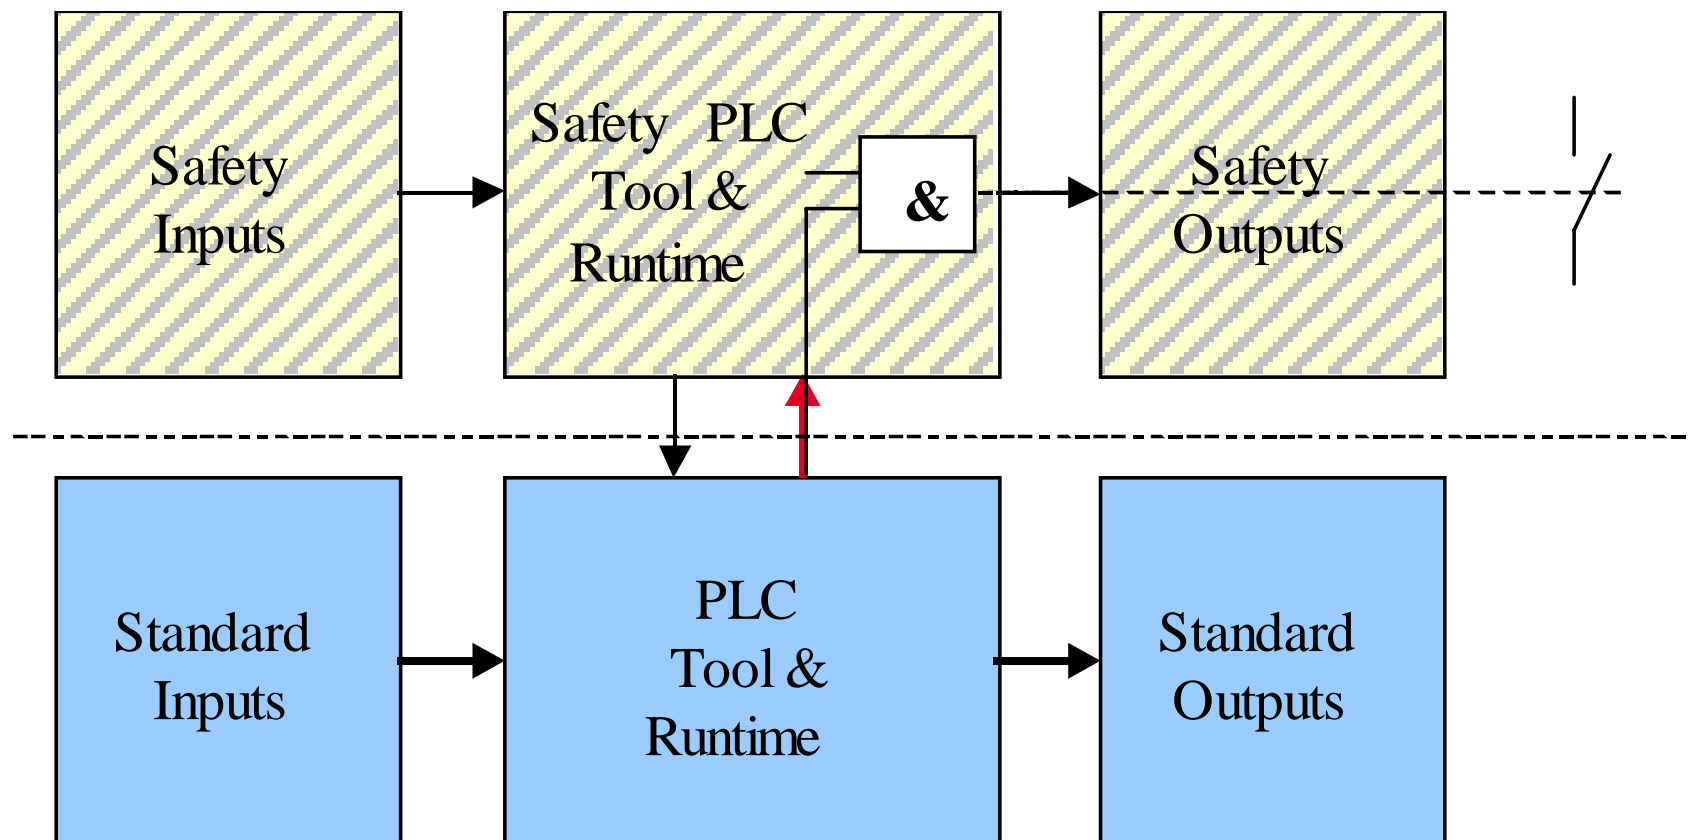 Safety
Inputs
Safety PLC
Tool &
Runtime
&
Safety
Outputs
Standard
Inputs
PLC
Tool &
Runtime
Standard
Outputs